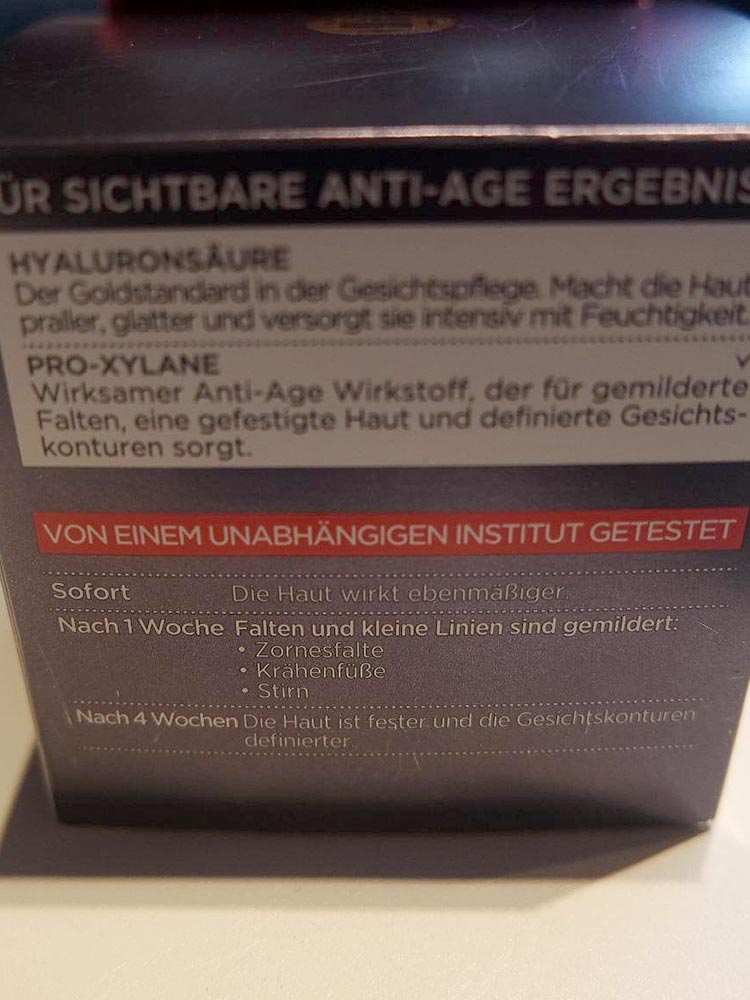 ÜR SICHTBARE ANTI-AGE ERGEBNIS
HYALURONSÄURE
Der Goldstandard in der Gesichtspflege. Macht die Haut
praller, glatter und versorgt sie intensiv mit Feuchtigkeit.
PRO-XYLANE
Wirksamer Anti-Age Wirkstoff, der für gemilderte
Falten, eine gefestigte Haut und definierte Gesichts-
konturen sorgt.
VON EINEM UNABHÄNGIGEN INSTITUT GETESTET
Sofort Die Haut wirkt ebenmäßiger.
Nach 1 Woche Falten und kleine Linien sind gemildert:
• Zornesfalte
• Krähenfüße
• Stirn
Nach 4 Wochen Die Haut ist fester und die Gesichtskonturen
definierter.